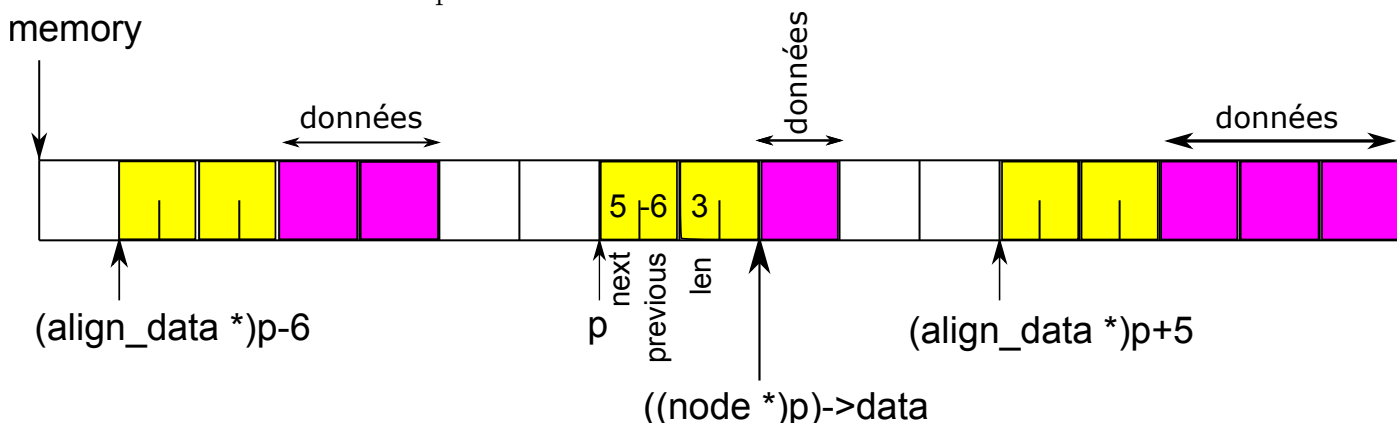 memory
données
données
données
5 -6 3
next
previous
len
(align_data *)p-6
p
(align_data *)p+5
((node *)p)->data